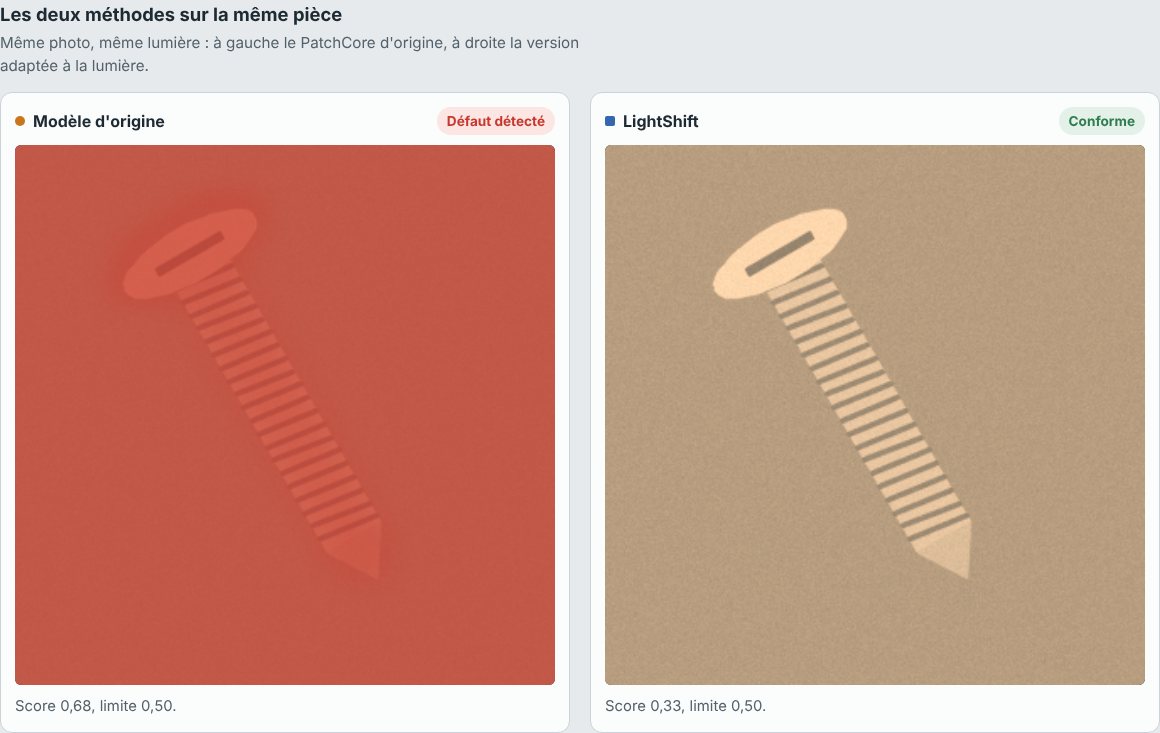 Les deux méthodes sur la même pièce
Même photo, même lumière : à gauche le PatchCore d'origine, à droite la version
adaptée à la lumière.
Modèle d'origine
Défaut détecté
Score 0,68, limite 0,50.
LightShift
Conforme
Score 0,33, limite 0,50.